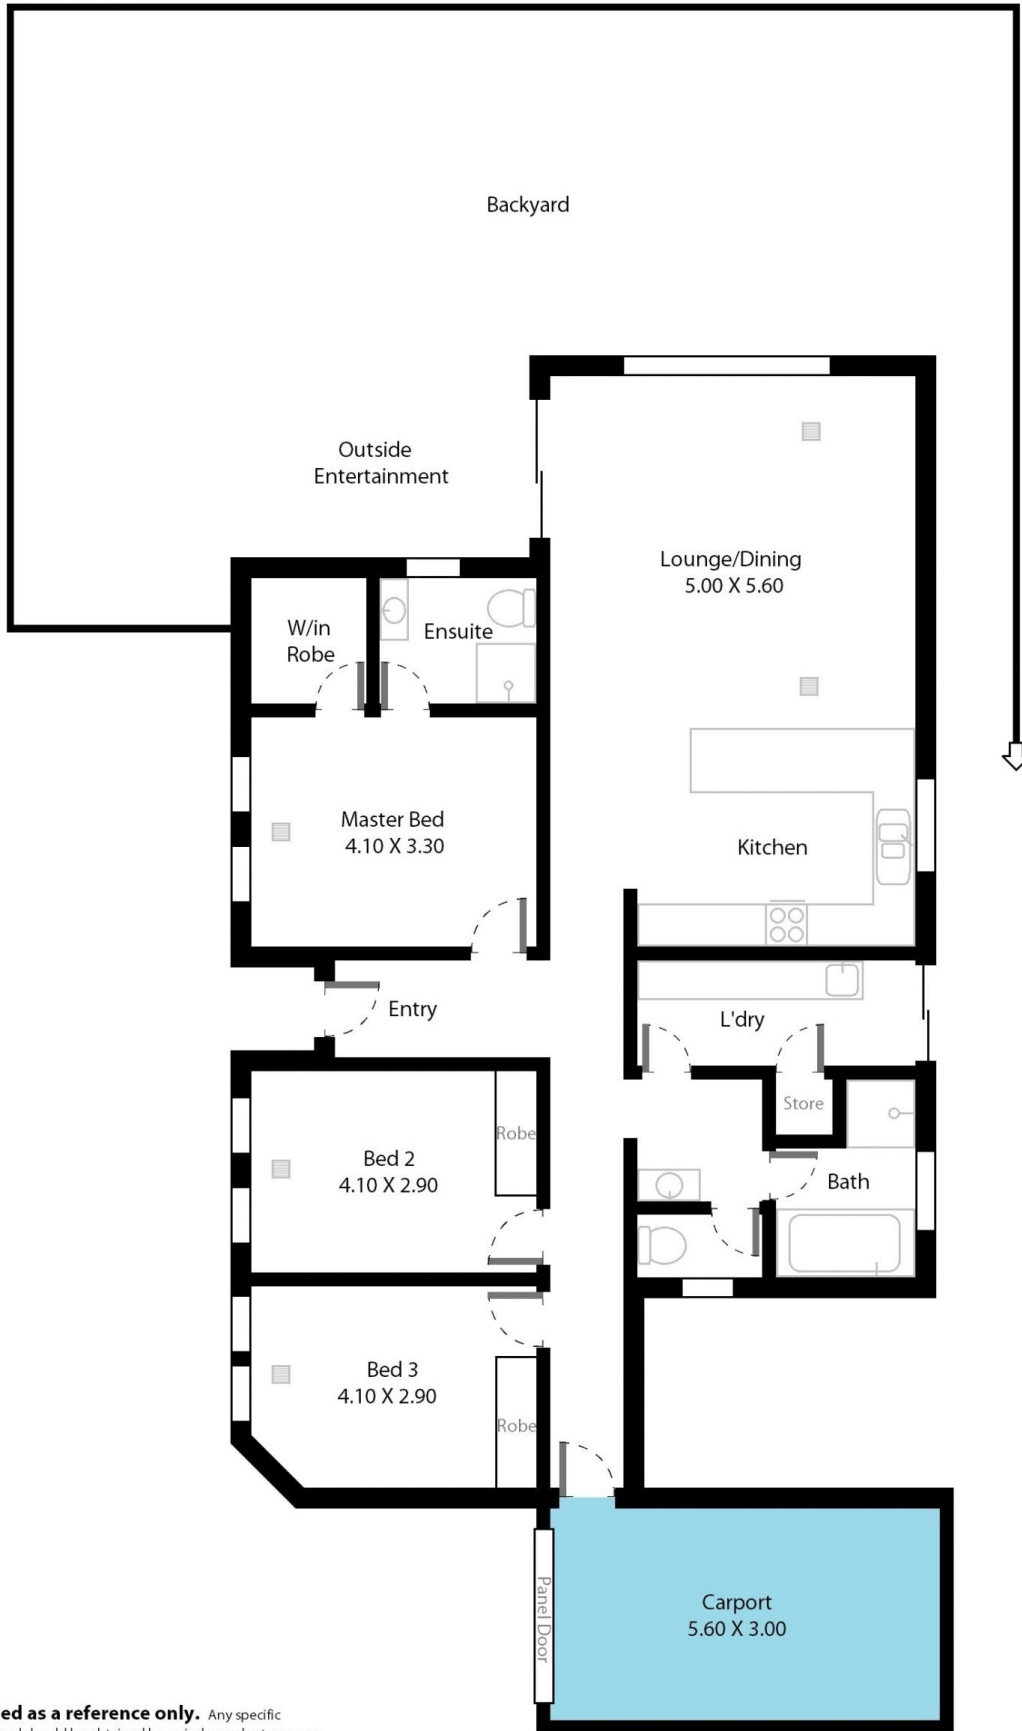 Backyard
Outside
Entertainment
Lounge/Dining
5.00 X 5.60
W/in
Robe
Ensuite
Master Bed
4.10 X 3.30
Kitchen
Entry
L'dry
Store
Robe
Bed 2
4.10 X 2.90
Bath
Bed 3
4.10 X 2.90
Robe
Panel Door
Carport
5.60 X 3.00
ed as a reference only. Any specific